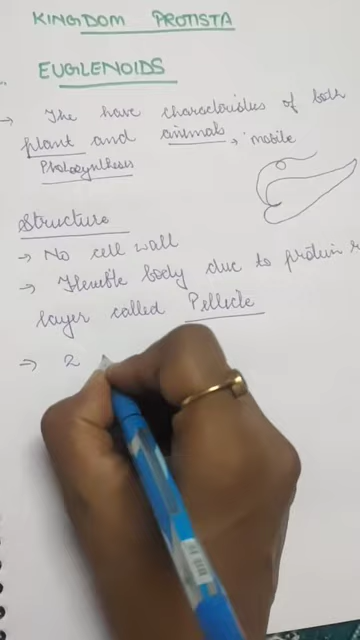 KINGDOM PROTISTA
EUGLENOIDS
→ The have characteristics of both
plant and animals → motile
Photosynthesis
Structure
→ No cell wall
→ Flexible body due to protein
layer called Pellicle
→ 2